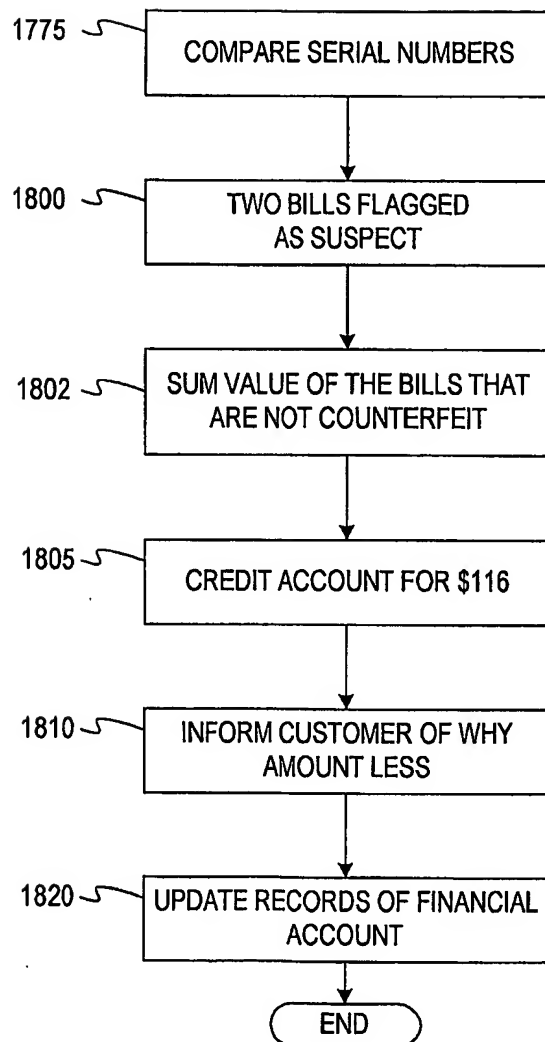 1775
COMPARE SERIAL NUMBERS
1800
TWO BILLS FLAGGED
AS SUSPECT
1802
SUM VALUE OF THE BILLS THAT
ARE NOT COUNTERFEIT
1805
CREDIT ACCOUNT FOR $116
1810
INFORM CUSTOMER OF WHY
AMOUNT LESS
1820
UPDATE RECORDS OF FINANCIAL
ACCOUNT
END